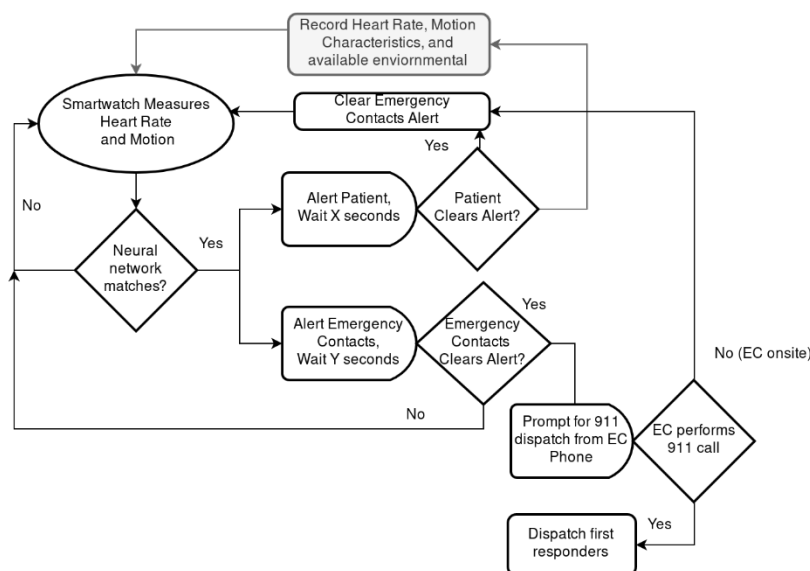 Record Heart Rate, Motion
Characteristics, and
available enviornmental
Smartwatch Measures
Heart Rate
and Motion
Clear Emergency
Contacts Alert
Yes
No
Alert Patient,
Wait X seconds
Patient
Clears Alert?
Neural
network
matches?
Yes
Alert Emergency
Contacts,
Wait Y seconds
Emergency
Contacts
Clears Alert?
Yes
No
No (EC onsite)
Prompt for 911
dispatch from EC
Phone
EC performs
911 call
Yes
Dispatch first
responders